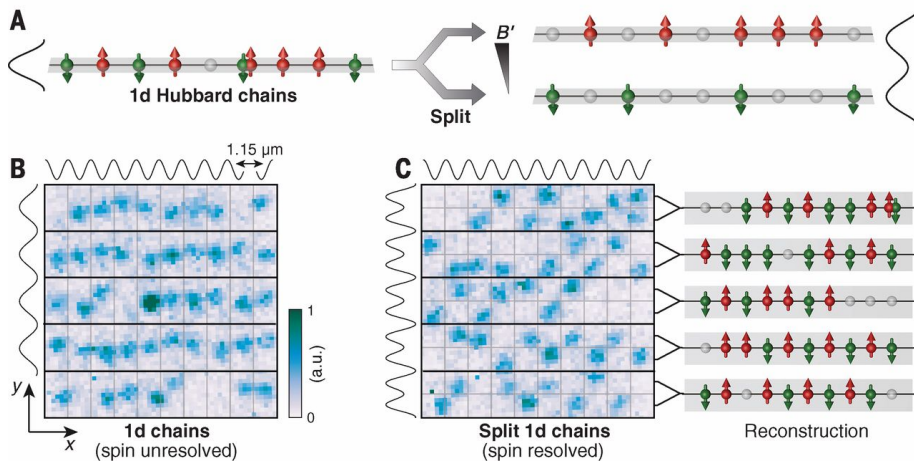 A
1d Hubbard chains
Split
B'
B
1.15 μm
C
1
(a.u.)
0
y
x
1d chains
(spin unresolved)
Split 1d chains
(spin resolved)
Reconstruction